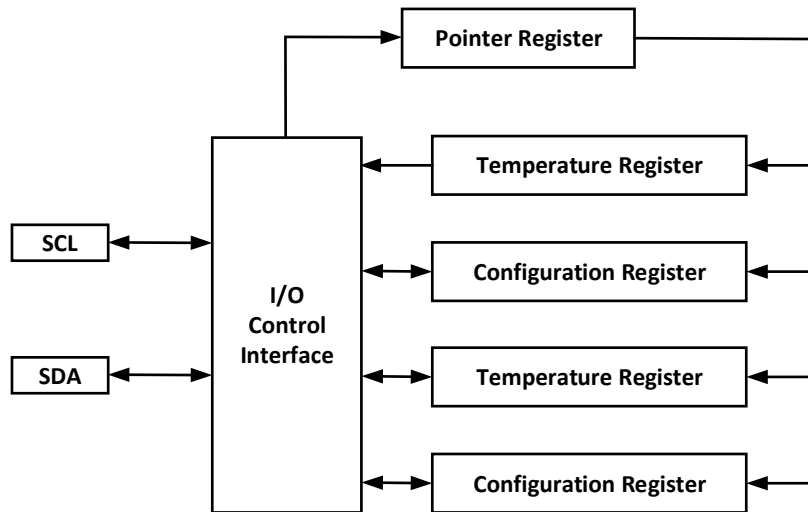 Pointer Register
Temperature Register
SCL
Configuration Register
I/O
Control
Interface
SDA
Temperature Register
Configuration Register